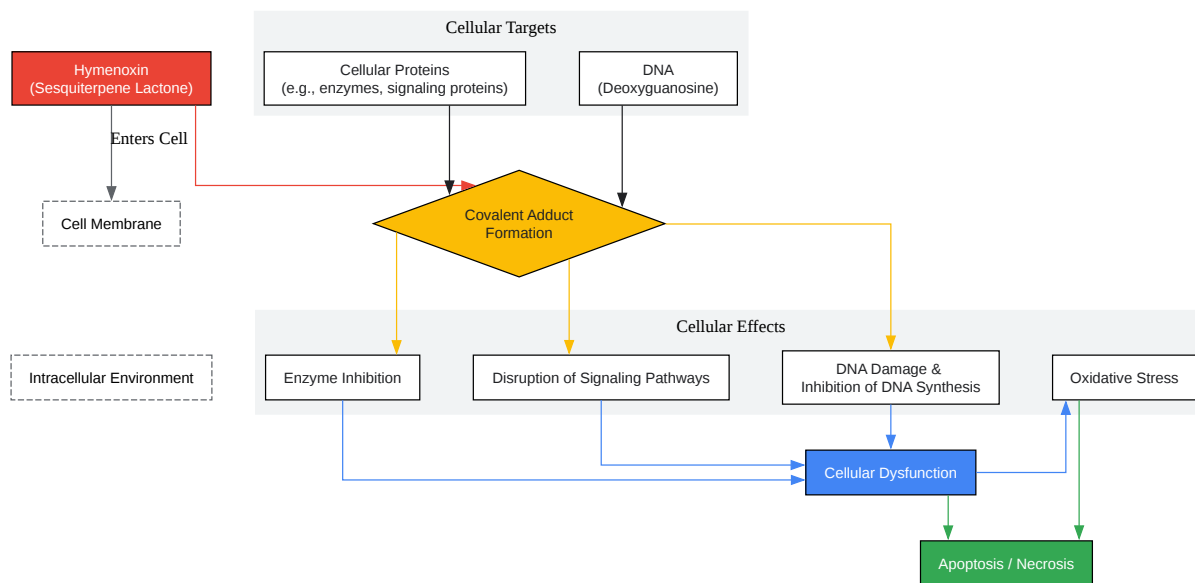 Cellular Targets
Hymenoxin
(Sesquiterpene Lactone)
Cellular Proteins
(e.g., enzymes, signaling proteins)
DNA
(Deoxyguanosine)
Enters Cell
Cell Membrane
Covalent Adduct
Formation
Cellular Effects
Intracellular Environment
Enzyme Inhibition
Disruption of Signaling Pathways
DNA Damage &
Inhibition of DNA Synthesis
Oxidative Stress
Cellular Dysfunction
Apoptosis / Necrosis